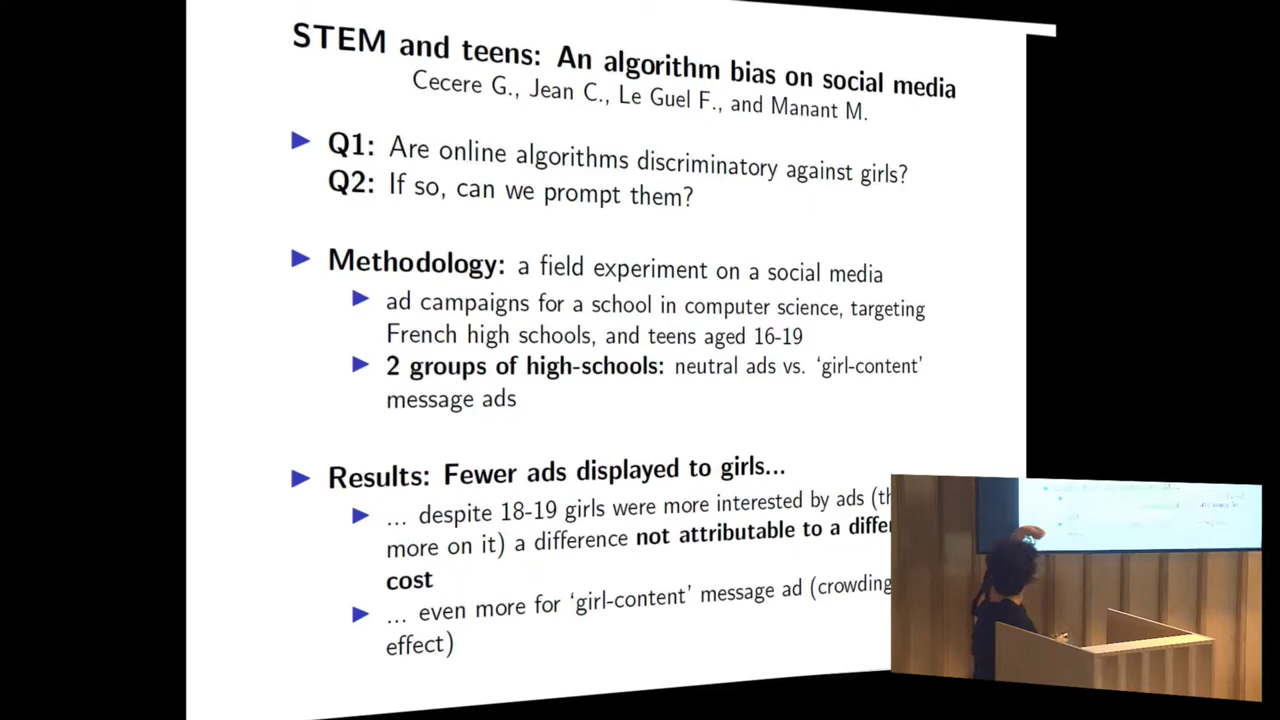 STEM and teens: An algorithm bias on social media
Cecere G., Jean C., Le Guel F., and Manant M.
Q1: Are online algorithms discriminatory against girls?
Q2: If so, can we prompt them?
Methodology: a field experiment on a social media
ad campaigns for a school in computer science, targeting
French high schools, and teens aged 16-19
2 groups of high-schools: neutral ads vs. ‘girl-content’
message ads
Results: Fewer ads displayed to girls...
... despite 18-19 girls were more interested by ads (
more on it) a difference not attributable to a
cost
... even more for ‘girl-content’ message ad (crowding
effect)